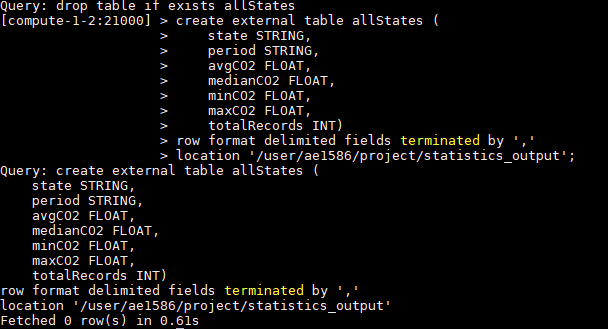 Query: drop table if exists allStates
[compute-1-2:21000] > create external table allStates (
                    >     state STRING,
                    >     period STRING,
                    >     avgCO2 FLOAT,
                    >     medianCO2 FLOAT,
                    >     minCO2 FLOAT,
                    >     maxCO2 FLOAT,
                    >     totalRecords INT)
                    > row format delimited fields terminated by ','
                    > location '/user/ae1586/project/statistics_output';
Query: create external table allStates (
    state STRING,
    period STRING,
    avgCO2 FLOAT,
    medianCO2 FLOAT,
    minCO2 FLOAT,
    maxCO2 FLOAT,
    totalRecords INT)
row format delimited fields terminated by ','
location '/user/ae1586/project/statistics_output'
Fetched 0 row(s) in 0.61s